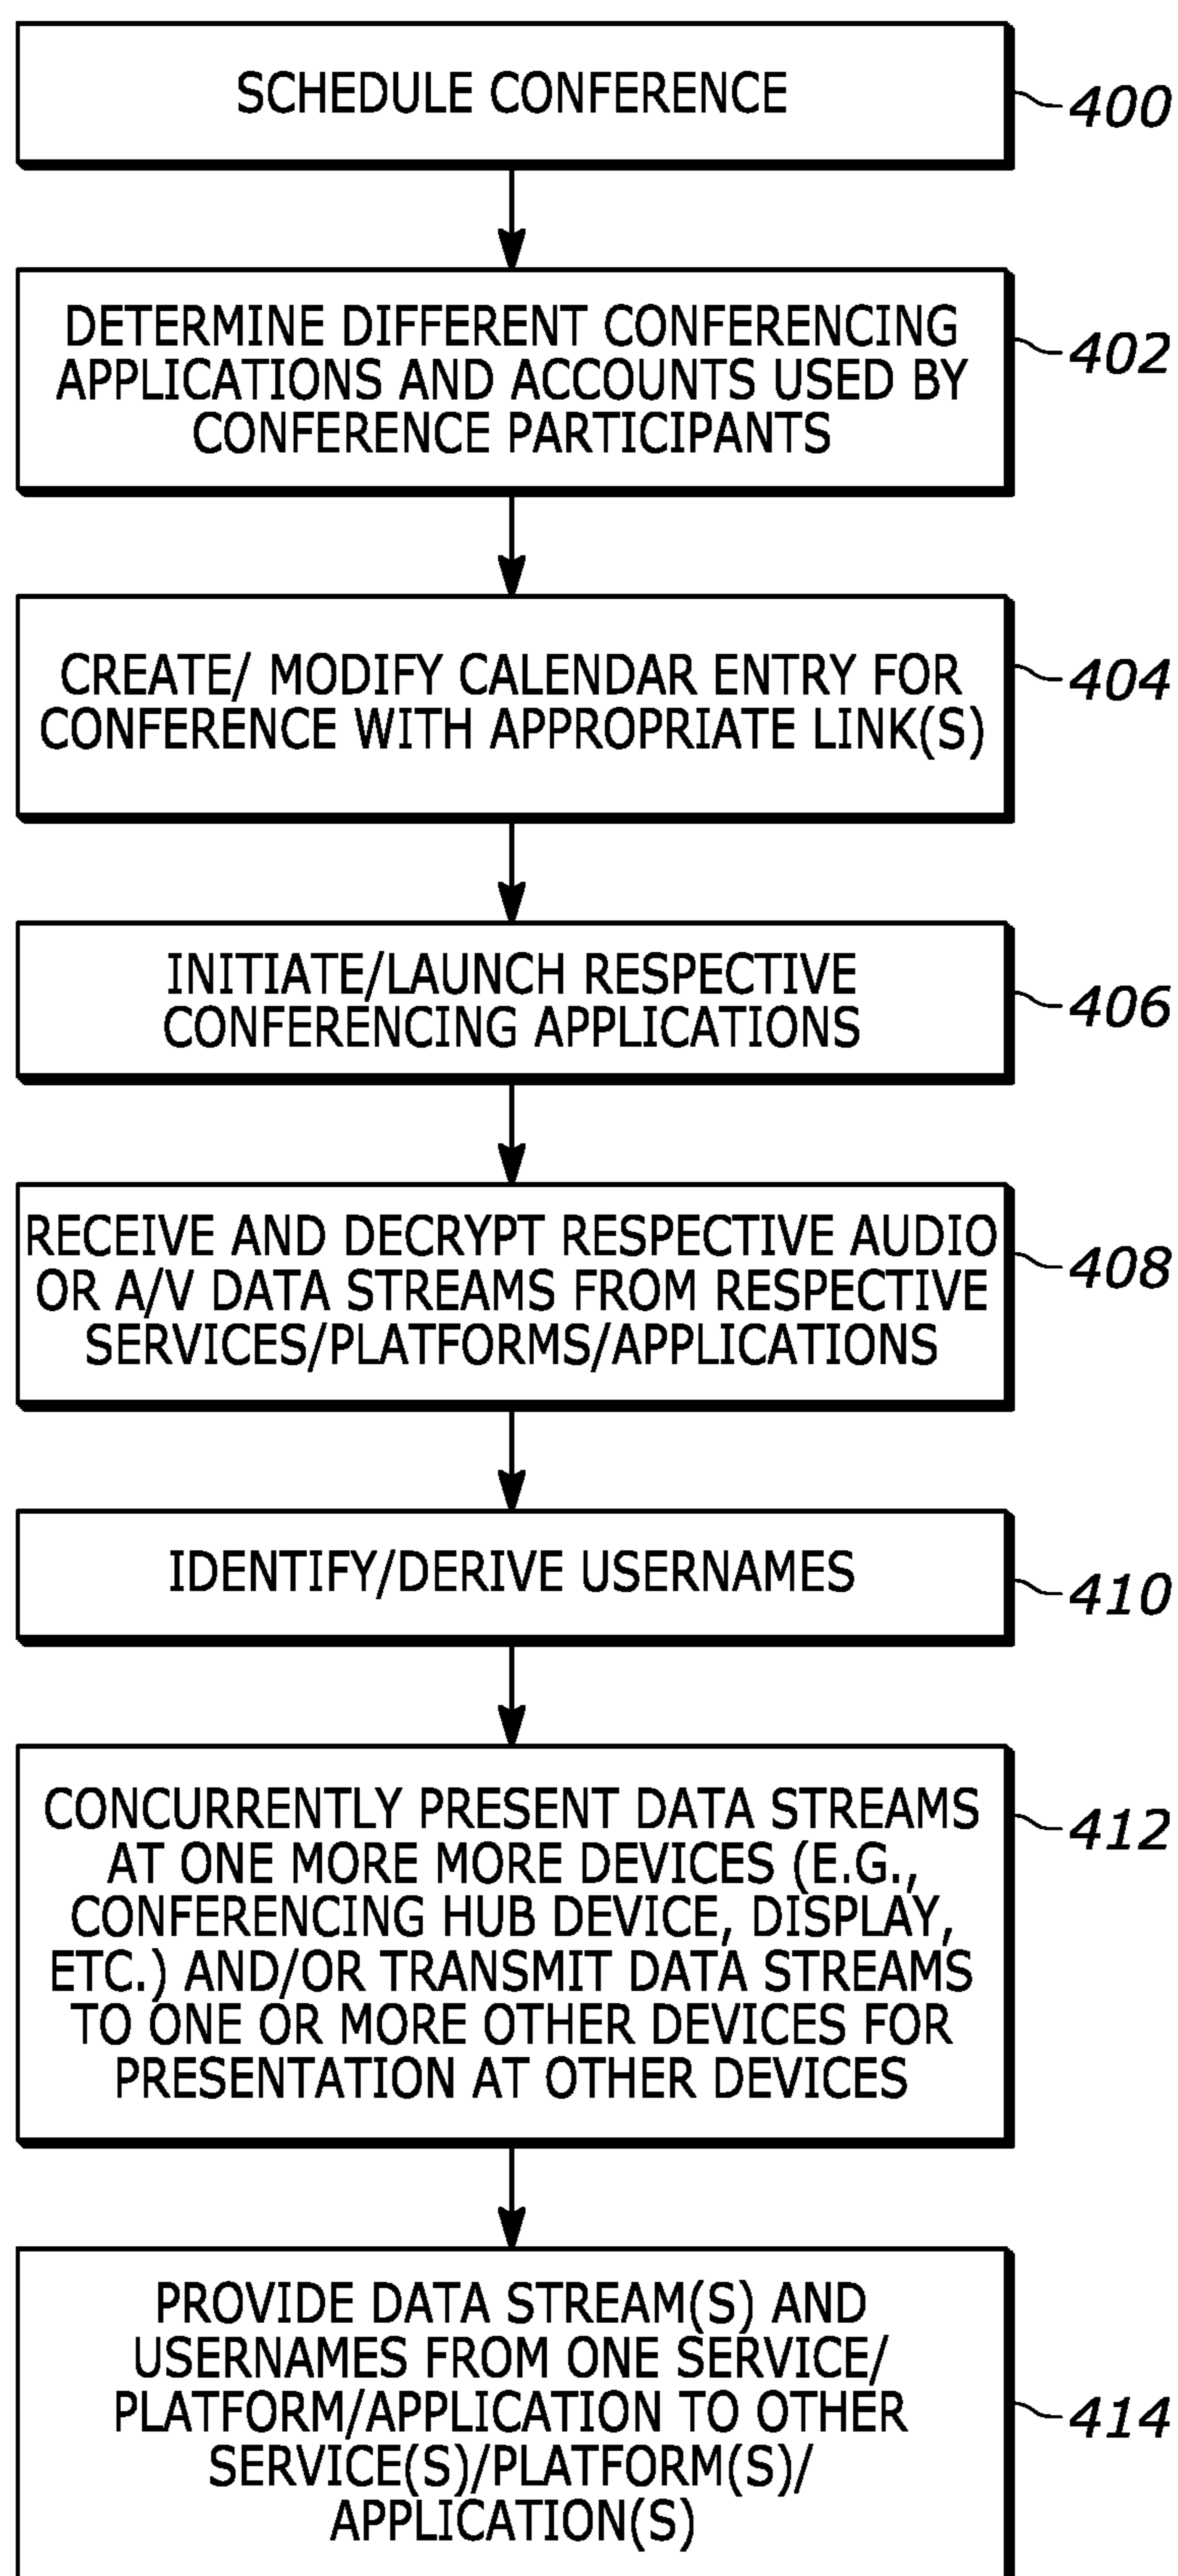 SCHEDULE CONFERENCE
400
DETERMINE DIFFERENT CONFERENCING
APPLICATIONS AND ACCOUNTS USED BY
CONFERENCE PARTICIPANTS
402
CREATE/ MODIFY CALENDAR ENTRY FOR
CONFERENCE WITH APPROPRIATE LINK(S)
404
INITIATE/LAUNCH RESPECTIVE
CONFERENCING APPLICATIONS
406
RECEIVE AND DECRYPT RESPECTIVE AUDIO
OR A/V DATA STREAMS FROM RESPECTIVE
SERVICES/PLATFORMS/APPLICATIONS
408
IDENTIFY/DERIVE USERNAMES
410
CONCURRENTLY PRESENT DATA STREAMS
AT ONE MORE MORE DEVICES (E.G.,
CONFERENCING HUB DEVICE, DISPLAY,
ETC.) AND/OR TRANSMIT DATA STREAMS
TO ONE OR MORE OTHER DEVICES FOR
PRESENTATION AT OTHER DEVICES
412
PROVIDE DATA STREAM(S) AND
USERNAMES FROM ONE SERVICE/
PLATFORM/APPLICATION TO OTHER
SERVICE(S)/PLATFORM(S)/
APPLICATION(S)
414